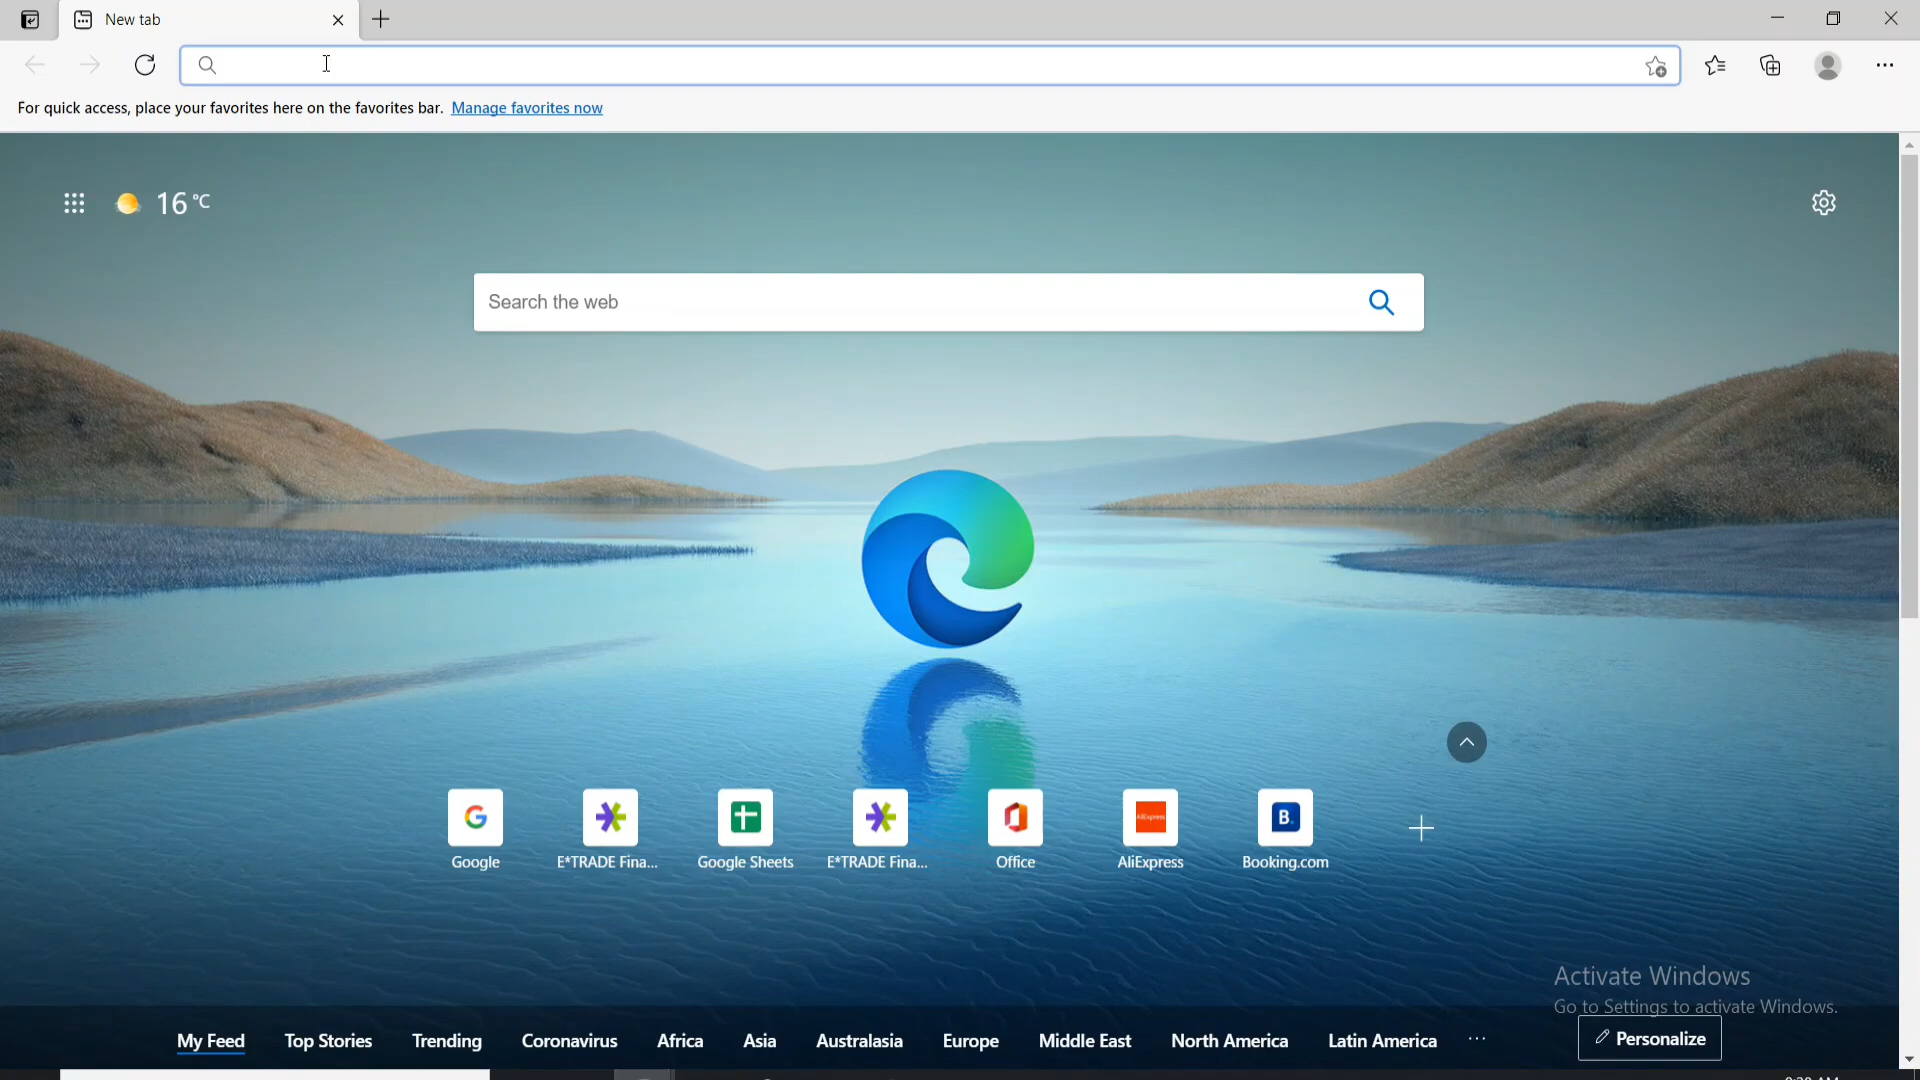 New tab
For quick access, place your favorites here on the favorites bar. Manage favorites now
16 °C
Search the web
Google
E*TRADE Fina...
Google Sheets
E*TRADE Fina...
Office
AliExpress
AliExpress
B.
Booking.com
Activate Windows
Go to Settings to activate Windows.
My Feed
Top Stories
Trending
Coronavirus
Africa
Asia
Australasia
Europe
Middle East
North America
Latin America
...
Personalize